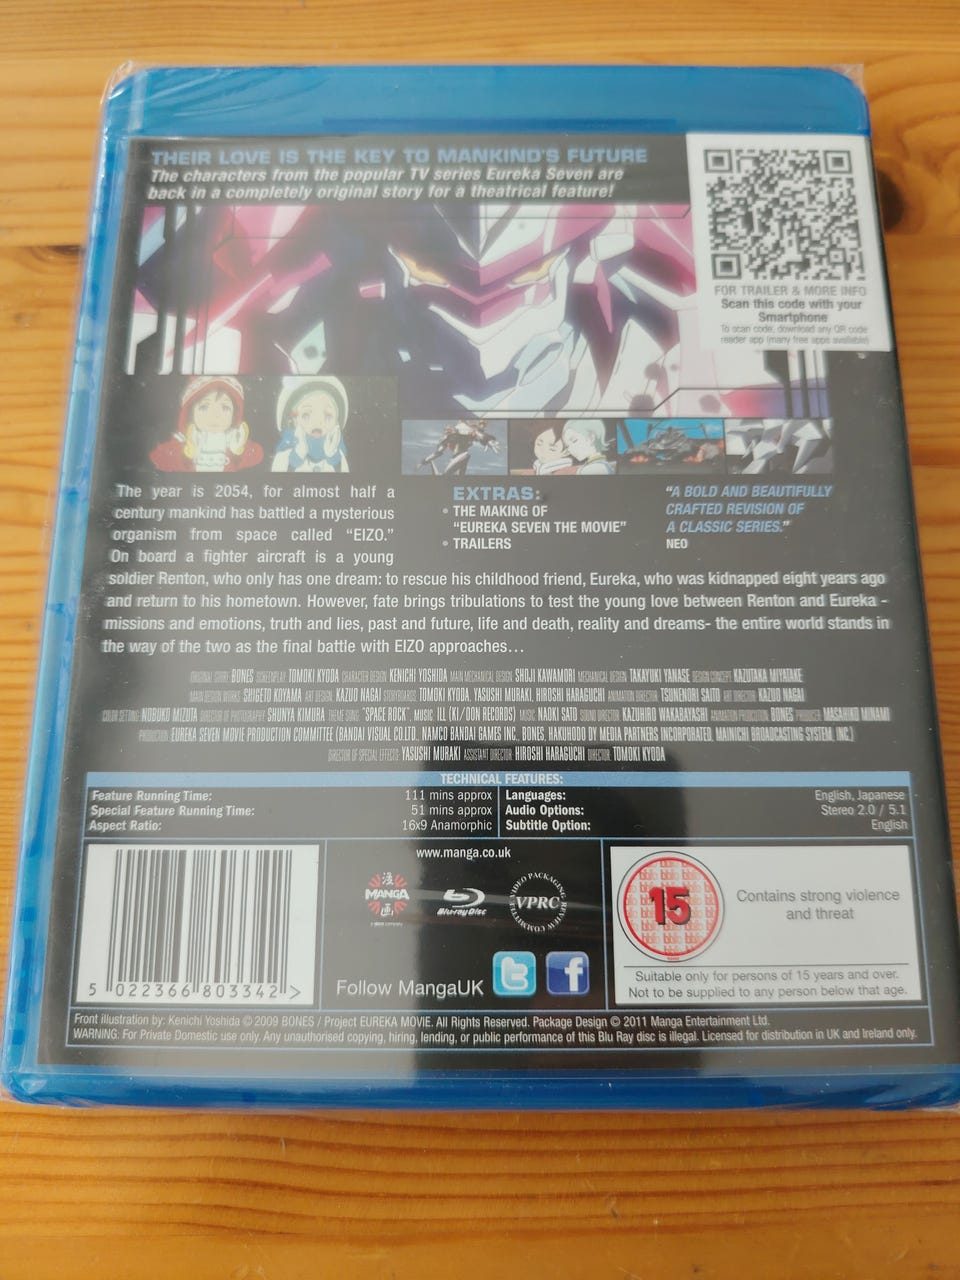 THEIR LOVE IS THE KEY TO MANKIND'S FUTURE
The characters from the popular TV series Eureka Seven are
back in a completely original story for a theatrical feature!
FOR TRAILER & MORE INFO
Scan this code with your
Smartphone
To scan code, download any QR code
reader app (many free apps available)
The year is 2054, for almost half a
century mankind has battled a mysterious
organism from space called “EIZO.”
On board a fighter aircraft is a young
soldier Renton, who only has one dream: to rescue his childhood friend, Eureka, who was kidnapped eight years ago
and return to his hometown. However, fate brings tribulations to test the young love between Renton and Eureka -
missions and emotions, truth and lies, past and future, life and death, reality and dreams- the entire world stands in
the way of the two as the final battle with EIZO approaches…
EXTRAS:
• THE MAKING OF
“EUREKA SEVEN THE MOVIE”
• TRAILERS
“A BOLD AND BEAUTIFULLY
CRAFTED REVISION OF
A CLASSIC SERIES.”
NEO
ORIGINAL STORY: BONES SCREENPLAY: TOMOKI KYODA CHARACTER DESIGN: KENICHI YOSHIDA MAIN MECHANICAL DESIGN: SHOJI KAWAMORI MECHANICAL DESIGN: TAKAYUKI YANASE DESIGN CONCEPT: KAZUTAKA MIYATAKE
MAIN DESIGN WORKS: SHIGETO KOYAMA ART DESIGN: KAZUO NAGAI STORYBOARDS: TOMOKI KYODA, YASUSHI MURAKI, HIROSHI HARAGUCHI ANIMATION DIRECTOR: TSUNENORI SAITO ART DIRECTOR: KAZUO NAGAI
COLOR SETTING: NOBUKO MIZUTA DIRECTOR OF PHOTOGRAPHY: SHUNYA KIMURA THEME SONG: "SPACE ROCK", MUSIC: ILL (KI/OON RECORDS) MUSIC: NAOKI SATO SOUND DIRECTOR: KAZUHIRO WAKABAYASHI ANIMATION PRODUCTION: BONES PRODUCER: MASAHIKO MINAMI
PRODUCTION: EUREKA SEVEN MOVIE PRODUCTION COMMITTEE (BANDAI VISUAL CO.LTD., NAMCO BANDAI GAMES INC., BONES, HAKUHODO DY MEDIA PARTNERS INCORPORATED, MAINICHI BROADCASTING SYSTEM, INC.)
DIRECTOR OF SPECIAL EFFECTS: YASUSHI MURAKI ASSISTANT DIRECTOR: HIROSHI HARAGUCHI DIRECTOR: TOMOKI KYODA
TECHNICAL FEATURES:
Feature Running Time: 111 mins approx
Special Feature Running Time: 51 mins approx
Aspect Ratio: 16x9 Anamorphic
Languages: English, Japanese
Audio Options: Stereo 2.0 / 5.1
Subtitle Option: English
5 022366 803342 >
www.manga.co.uk
漫
MANGA
画
Blu-ray Disc
VIDEO PACKAGING REVIEW COMMITTEE
VPRC
Follow MangaUK
t
f
15
Contains strong violence
and threat
Suitable only for persons of 15 years and over.
Not to be supplied to any person below that age.
Front illustration by: Kenichi Yoshida © 2009 BONES / Project EUREKA MOVIE. All Rights Reserved. Package Design © 2011 Manga Entertainment Ltd.
WARNING: For Private Domestic use only. Any unauthorised copying, hiring, lending, or public performance of this Blu Ray disc is illegal. Licensed for distribution in UK and Ireland only.